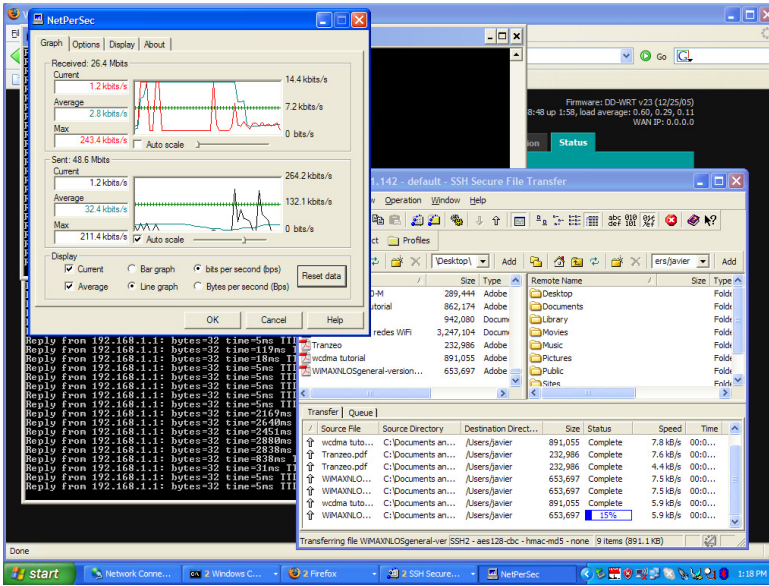 NetPerSec
Graph
Options
Display
About
Received: 26.4 Mbits
Current
1.2 kbits/s
Average
2.8 kbits/s
Max
243.4 kbits/s
14.4 kbits/s
7.2 kbits/s
0 bits/s
Auto scale
Sent: 48.6 Mbits
Current
1.2 kbits/s
Average
32.4 kbits/s
Max
211.4 kbits/s
264.2 kbits/s
132.1 kbits/s
0 bits/s
Auto scale
Display
Current
Bar graph
bits per second (bps)
Average
Line graph
Bytes per second (Bps)
Reset data
OK
Cancel
Help
Go
Firmware: DD-WRT v23 (12/25/05)
8:48 up 1:58, load average: 0.60, 0.29, 0.11
WAN IP: 0.0.0.0
ion
Status
1.142 - default - SSH Secure File Transfer
w Operation Window Help
ct Profiles
\Desktop\
Add
ers/javier
Add
Size Type
Remote Name / Size Type
O-M 289,444 Adobe
utorial 862,174 Adobe
942,080 Docum
redes WiFi 3,247,104 Docum
Tranzeo 232,986 Adobe
wcdma tutorial 891,055 Adobe
WiMAXNLOSgeneral-version... 653,697 Adobe
Desktop Folde
Documents Folde
Library Folde
Movies Folde
Music Folde
Pictures Folde
Public Folde
Sites Folde
Transfer Queue
/ Source File Source Directory Destination Direct... Size Status Speed Time
wcdma tuto... C:\Documents an... /Users/javier 891,055 Complete 7.8 kB/s 00:0...
Tranzeo.pdf C:\Documents an... /Users/javier 232,986 Complete 7.6 kB/s 00:0...
Tranzeo.pdf C:\Documents an... /Users/javier 232,986 Complete 4.4 kB/s 00:0...
WiMAXNLO... C:\Documents an... /Users/javier 653,697 Complete 7.5 kB/s 00:0...
WiMAXNLO... C:\Documents an... /Users/javier 653,697 Complete 7.5 kB/s 00:0...
wcdma tuto... C:\Documents an... /Users/javier 891,055 Complete 5.9 kB/s 00:0...
WiMAXNLO... C:\Documents an... /Users/javier 653,697 15% 5.9 kB/s 00:0...
Transferring file WiMAXNLOSgeneral-ver SSH2 - aes128-cbc - hmac-md5 - none 9 items (891.1 KB)
Reply from 192.168.1.1: bytes=32 time=5ms TTL
Reply from 192.168.1.1: bytes=32 time=119ms T
Reply from 192.168.1.1: bytes=32 time=18ms TT
Reply from 192.168.1.1: bytes=32 time=5ms TTL
Reply from 192.168.1.1: bytes=32 time=5ms TTL
Reply from 192.168.1.1: bytes=32 time=5ms TTL
Reply from 192.168.1.1: bytes=32 time=5ms TTL
Reply from 192.168.1.1: bytes=32 time=2169ms
Reply from 192.168.1.1: bytes=32 time=2640ms
Reply from 192.168.1.1: bytes=32 time=2451ms
Reply from 192.168.1.1: bytes=32 time=2880ms
Reply from 192.168.1.1: bytes=32 time=2838ms
Reply from 192.168.1.1: bytes=32 time=838ms T
Reply from 192.168.1.1: bytes=32 time=31ms TT
Reply from 192.168.1.1: bytes=32 time=5ms TTL
Reply from 192.168.1.1: bytes=32 time=5ms TTL
Done
start
Network Conne...
2 Windows C...
2 Firefox
2 SSH Secure...
NetPerSec
1:18 PM